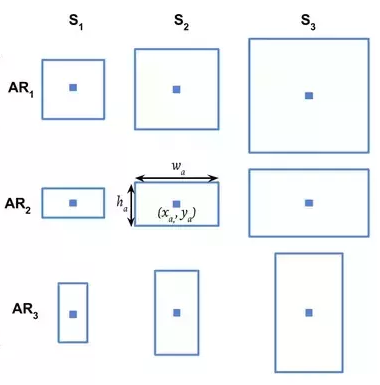 S1 S2 S3
AR1
wa
AR2 ha (xa,, ya)
AR3